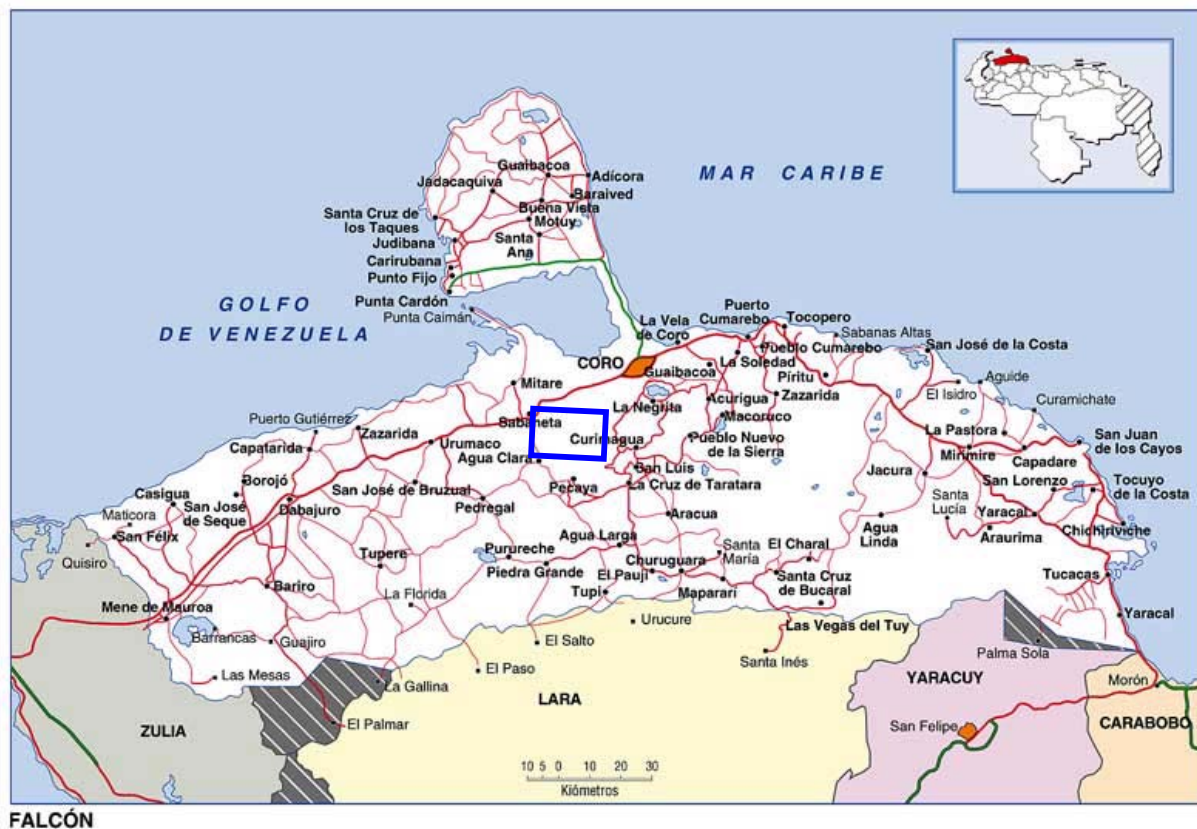 MAR CARIBE
GOLFO
DE VENEZUELA
Guaibacoa
Adícora
Jadacaquiva
Baraived
Buena Vista
Santa Cruz de
los Taques
Motuy
Judibana
Santa
Ana
Carirubana
Punto Fijo
Punta Cardón
Punta Caimán
Puerto
Cumarebo
Tocopero
La Vela
de Coro
Sabanas Altas
San José de la Costa
Pueblo Cumarebo
CORO
La Soledad
Guaibacoa
Píritu
Aguide
Mitare
El Isidro
Zazarida
Acurigua
La Negrita
Curamichate
Puerto Gutiérrez
Sabaneta
Macoruco
Zazarida
La Pastora
San Juan
de los Cayos
Capatarida
Urumaco
Curimagua
Pueblo Nuevo
de la Sierra
Mirimire
Agua Clara
Capadare
San Luis
Jacura
Borojó
San José de Bruzual
Pecaya
La Cruz de Taratara
San Lorenzo
Tocuyo
de la Costa
Casigua
San José
de Seque
Dabajuro
Pedregal
Santa
Lucía
Maticora
Aracua
Yaracal
San Félix
Agua
Linda
Chichiriviche
Araurima
Quisiro
Agua Larga
Tupere
Purureche
Santa
María
El Charal
Churuguara
Piedra Grande
El Paují
Santa Cruz
de Bucaral
Tucacas
Bariro
Tupi
Mapararí
La Florida
Mene de Mauroa
Yaracal
Urucure
Las Vegas del Tuy
Barrancas
Guajiro
El Salto
Palma Sola
Santa Inés
El Paso
Las Mesas
La Gallina
YARACUY
Morón
LARA
ZULIA
El Palmar
San Felipe
CARABOBO
10 5 0 10 20 30
Kiómetros
FALCÓN